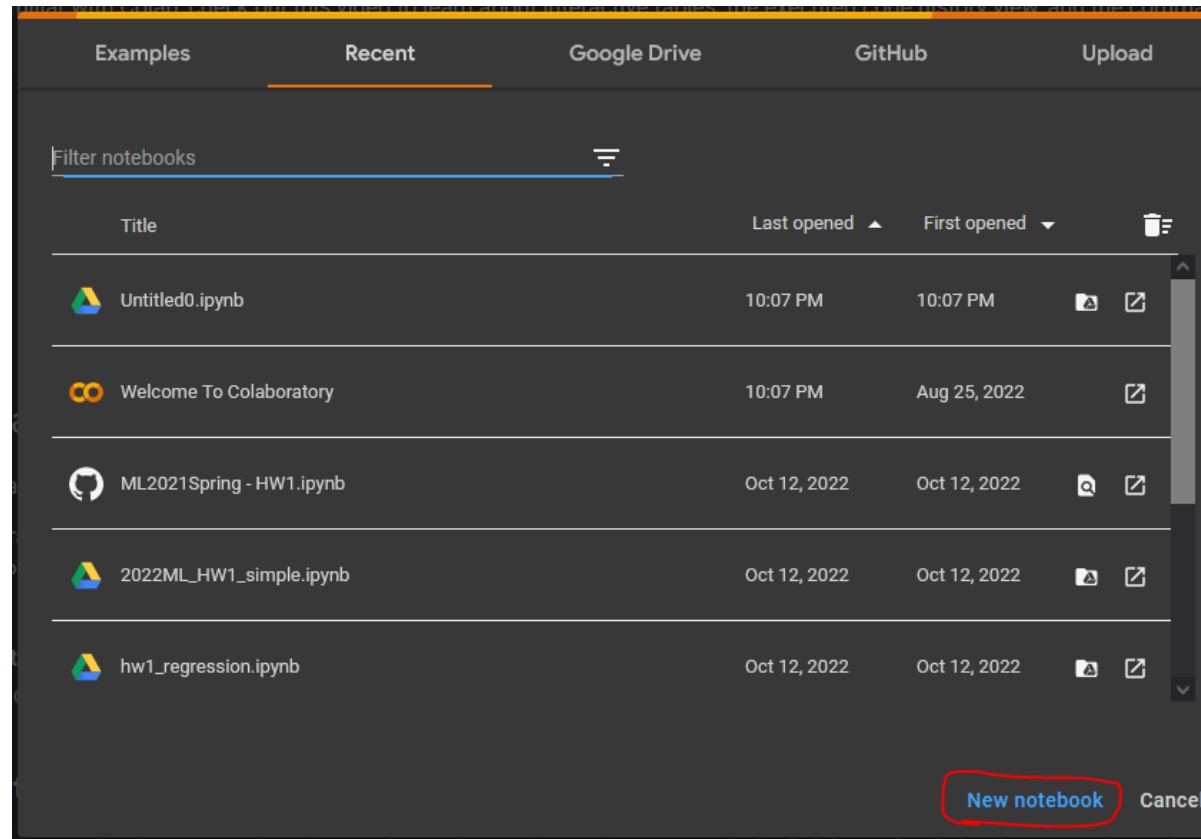 Examples Recent Google Drive GitHub Upload
Filter notebooks
Title Last opened First opened
Untitled0.ipynb 10:07 PM 10:07 PM
Welcome To Colaboratory 10:07 PM Aug 25, 2022
ML2021Spring - HW1.ipynb Oct 12, 2022 Oct 12, 2022
2022ML_HW1_simple.ipynb Oct 12, 2022 Oct 12, 2022
hw1_regression.ipynb Oct 12, 2022 Oct 12, 2022
New notebook Cancel